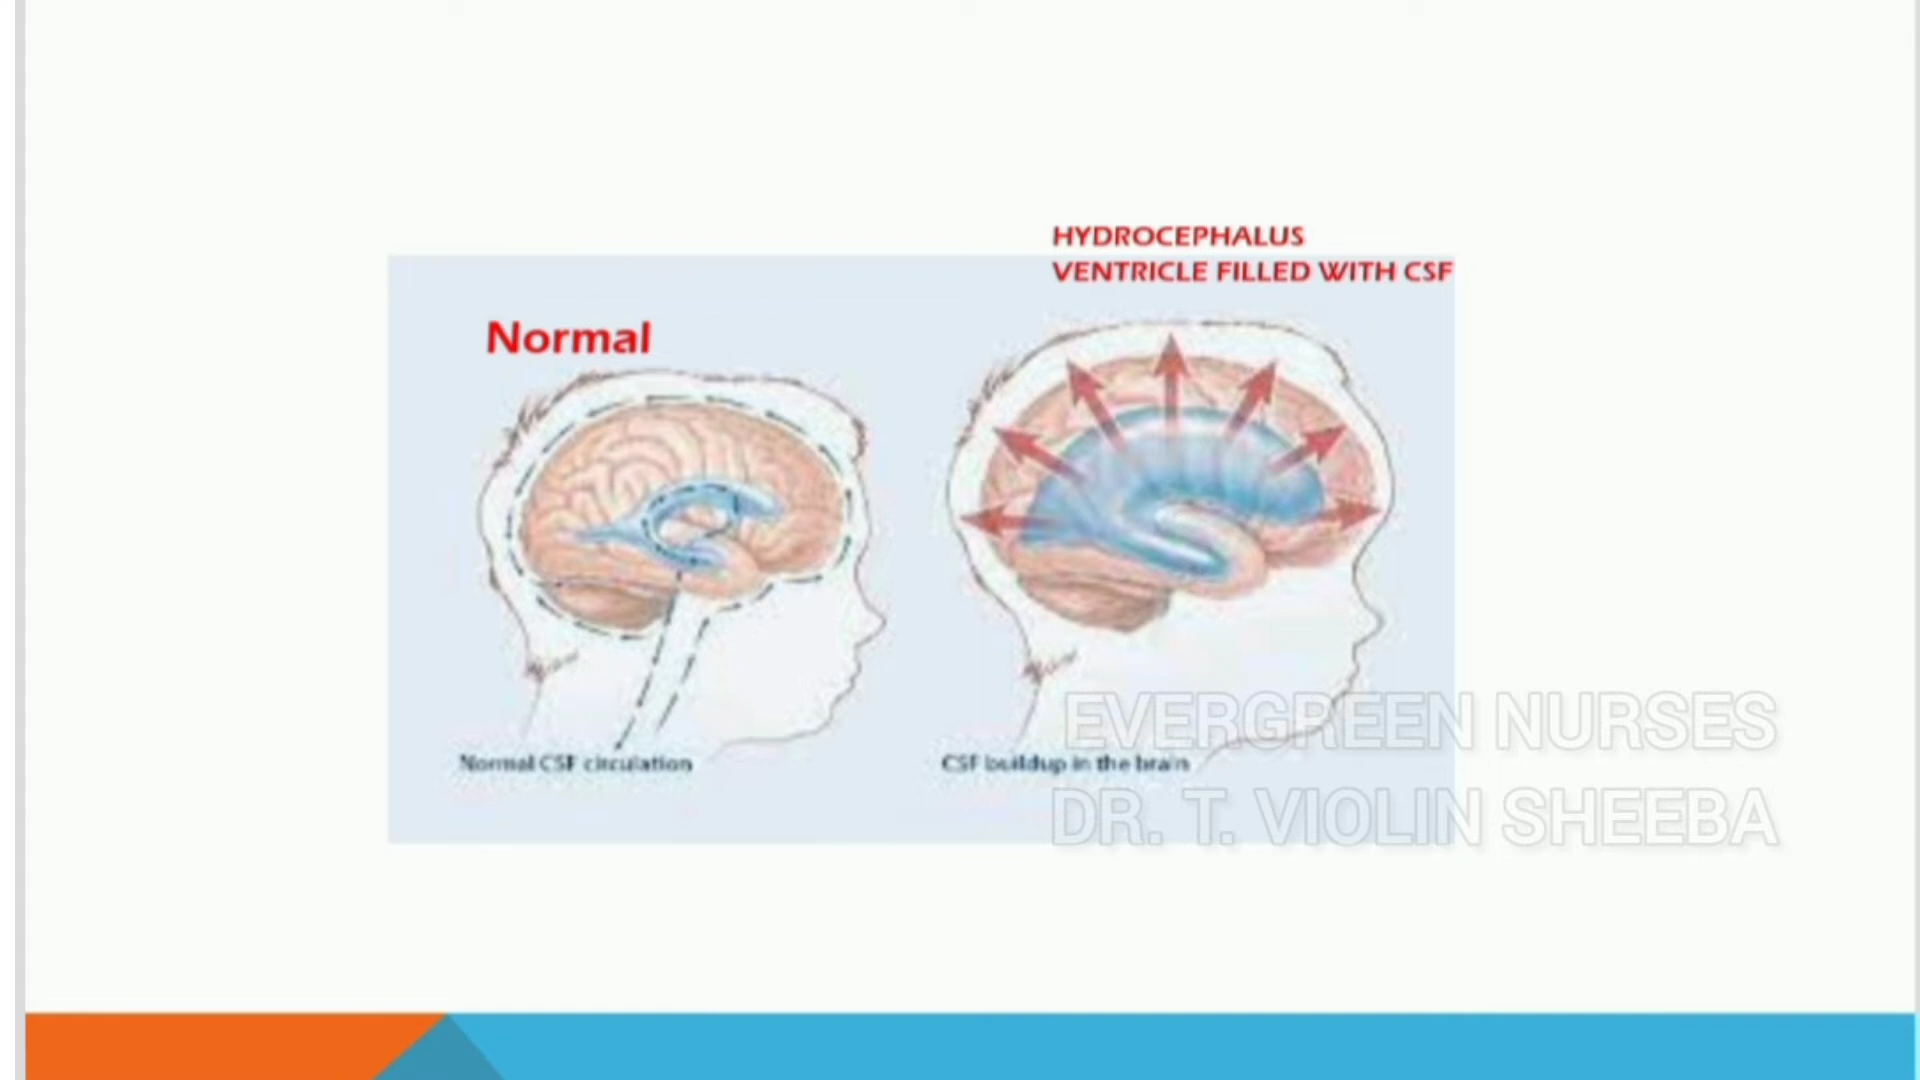 HYDROCEPHALUS
VENTRICLE FILLED WITH CSF
Normal
Normal CSF circulation
CSF buildup in the brain
EVERGREEN NURSES
DR. T. VIOLIN SHEEBA